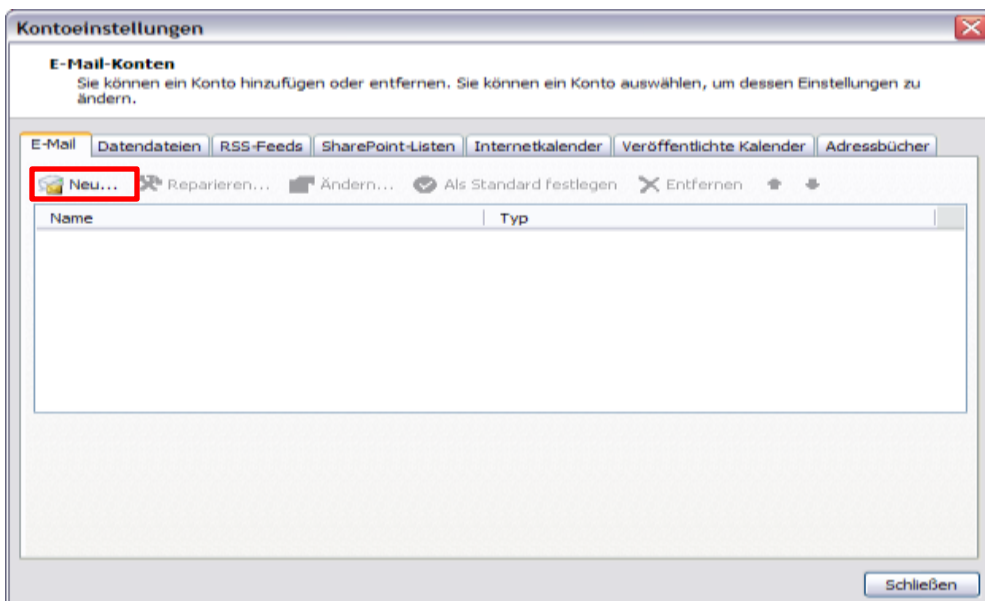 Kontoeinstellungen
E-Mail-Konten
Sie können ein Konto hinzufügen oder entfernen. Sie können ein Konto auswählen, um dessen Einstellungen zu
ändern.
E-Mail Datendateien RSS-Feeds SharePoint-Listen Internetkalender Veröffentlichte Kalender Adressbücher
Neu... Reparieren... Ändern... Als Standard festlegen Entfernen
Name Typ
Schließen